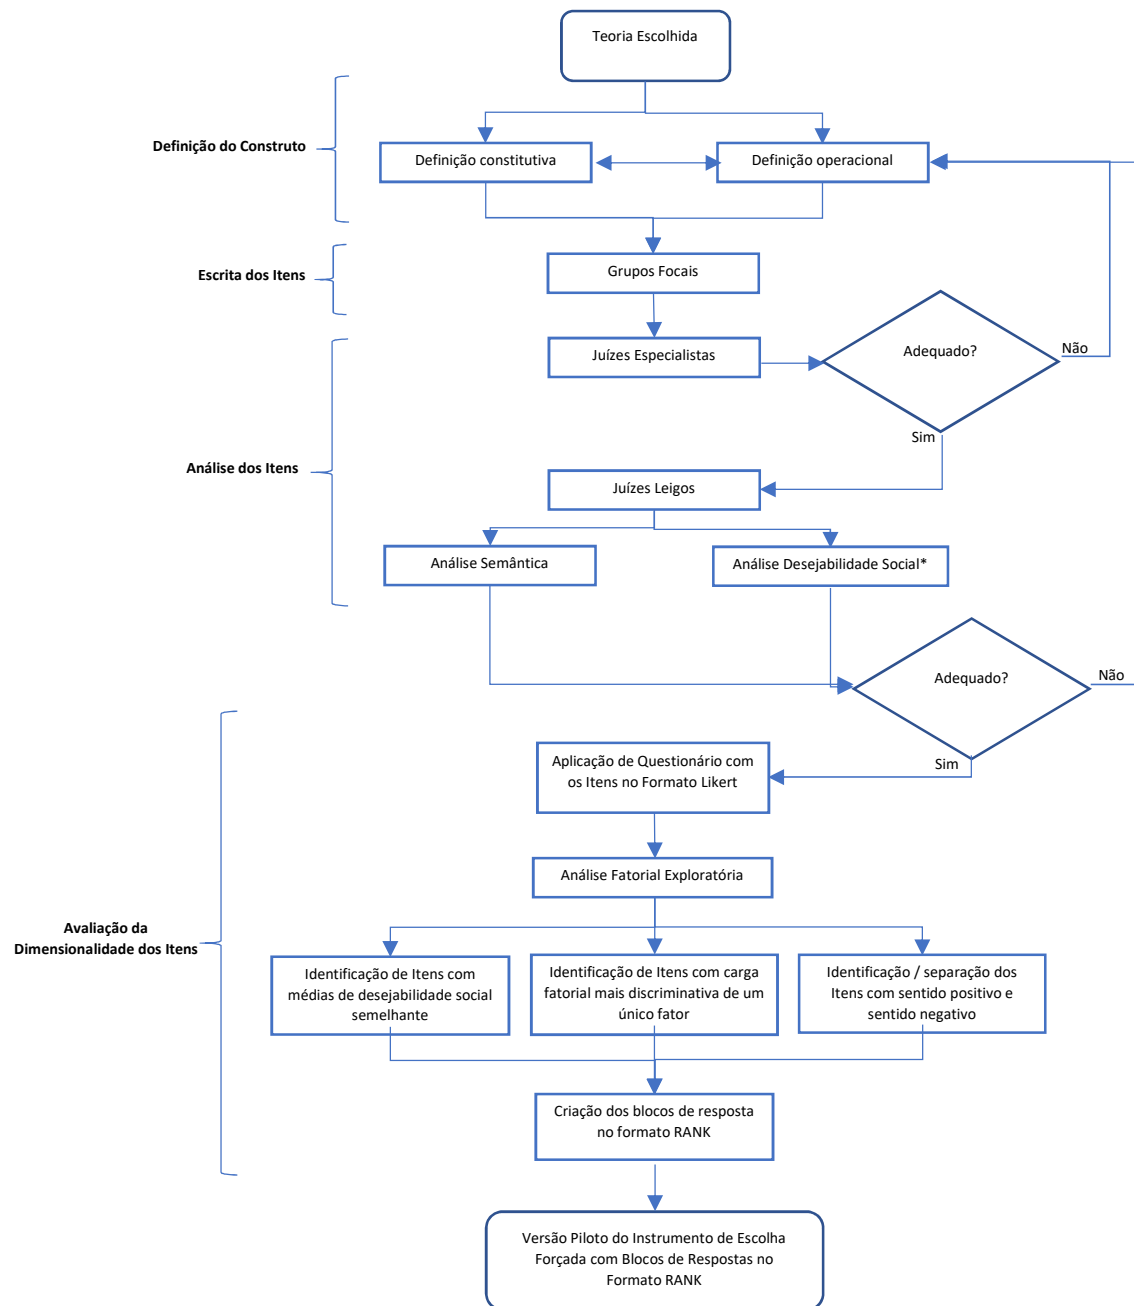 Teoria Escolhida
Definição do Construto
Definição constitutiva
Definição operacional
Escrita dos Itens
Grupos Focais
Juízes Especialistas
Adequado?
Não
Sim
Análise dos Itens
Juízes Leigos
Análise Semântica
Análise Desejabilidade Social*
Adequado?
Não
Sim
Aplicação de Questionário com
os Itens no Formato Likert
Análise Fatorial Exploratória
Avaliação da
Dimensionalidade dos Itens
Identificação de Itens com
médias de desejabilidade social
semelhante
Identificação de Itens com carga
fatorial mais discriminativa de um
único fator
Identificação / separação dos
Itens com sentido positivo e
sentido negativo
Criação dos blocos de resposta
no formato RANK
Versão Piloto do Instrumento de Escolha
Forçada com Blocos de Respostas no
Formato RANK